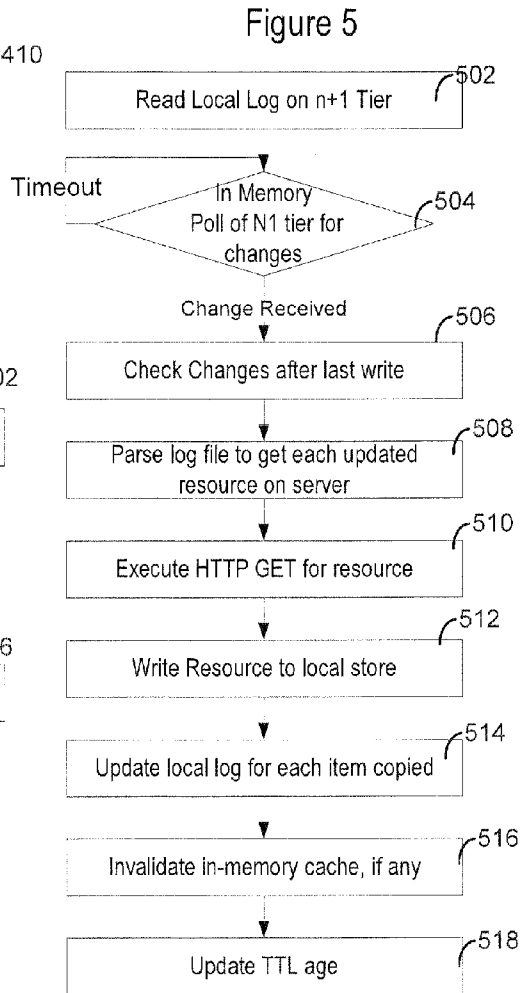 Figure 5
410
502
Read Local Log on n+1 Tier
Timeout
In Memory
Poll of N1 tier for
changes
504
Change Received
506
02
Check Changes after last write
508
Parse log file to get each updated
resource on server
510
Execute HTTP GET for resource
512
6
Write Resource to local store
514
Update local log for each item copied
516
Invalidate in-memory cache, if any
518
Update TTL age